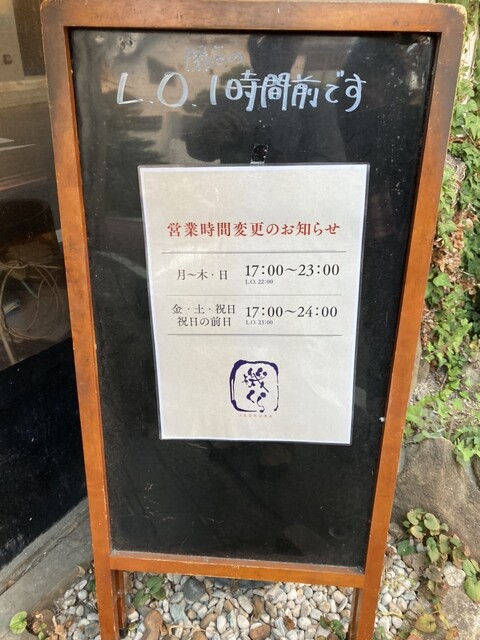 L.O. 1時間前です
営業時間変更のお知らせ
月～木・日 17:00～23:00
L.O. 22:00
金・土・祝日 17:00～24:00
祝日の前日 L.O. 23:00